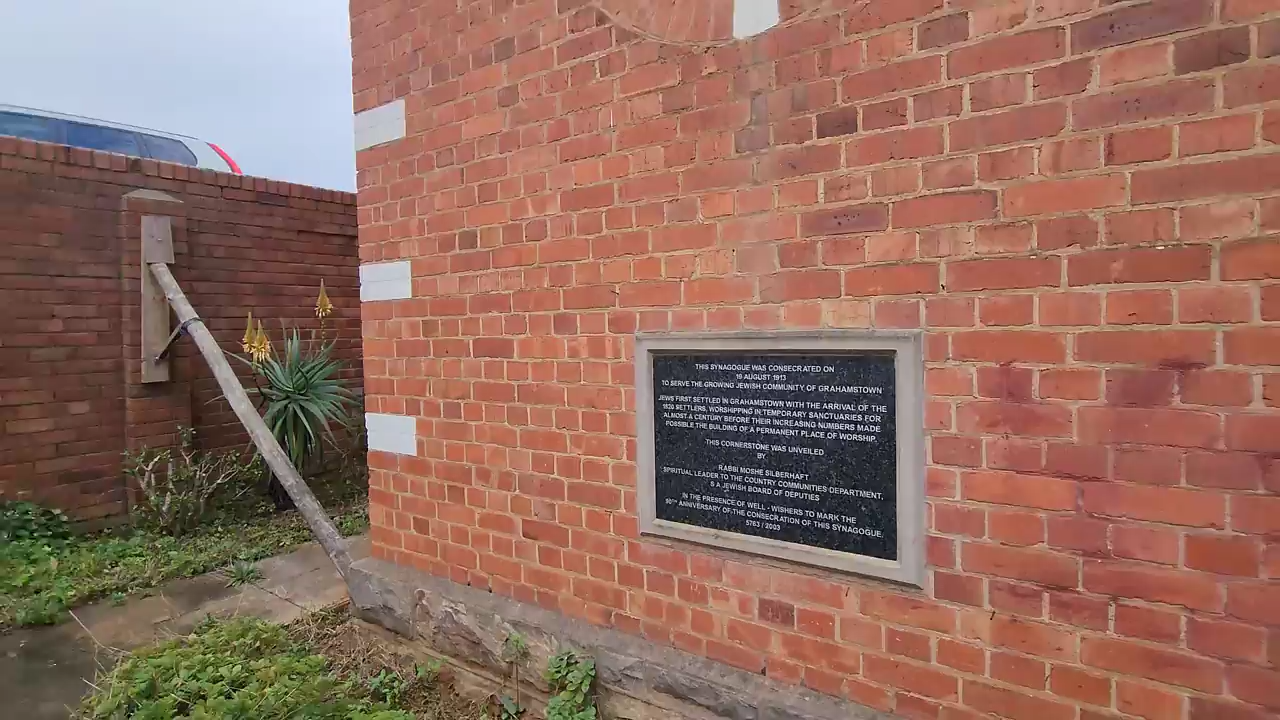 THIS SYNAGOGUE WAS CONSECRATED ON
19 AUGUST 1913
TO SERVE THE GROWING JEWISH COMMUNITY OF GRAHAMSTOWN
JEWS FIRST SETTLED IN GRAHAMSTOWN WITH THE ARRIVAL OF THE
1820 SETTLERS, WORSHIPPING IN TEMPORARY SANCTUARIES FOR
ALMOST A CENTURY BEFORE THEIR INCREASING NUMBERS MADE
POSSIBLE THE BUILDING OF A PERMANENT PLACE OF WORSHIP.
THIS CORNERSTONE WAS UNVEILED
BY
RABBI MOSHE SILBERHAFT
SPIRITUAL LEADER TO THE COUNTRY COMMUNITIES DEPARTMENT,
S A JEWISH BOARD OF DEPUTIES
IN THE PRESENCE OF WELL - WISHERS TO MARK THE
90TH ANNIVERSARY OF THE CONSECRATION OF THIS SYNAGOGUE.
5763 / 2003